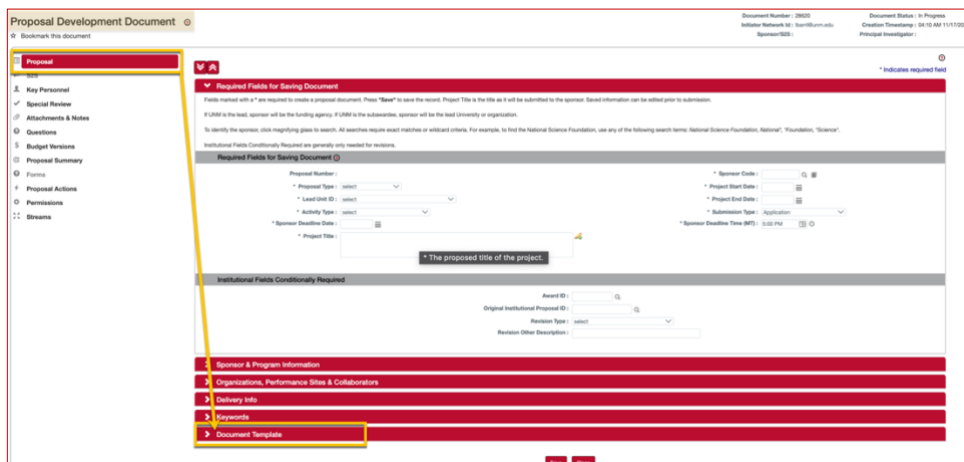 Proposal Development Document
Document Number : 28620
Document Status : In Progress
Initiator Network Id :
Creation Timestamp : 04:10 AM 11/17/20
Sponsor/S2S :
Principal Investigator :
Bookmark this document
Proposal
S2S
Key Personnel
Special Review
Attachments & Notes
Questions
Budget Versions
Proposal Summary
Forms
Proposal Actions
Permissions
Streams
* Indicates required field
Required Fields for Saving Document
Fields marked with a * are required to create a proposal document. Press "Save" to save the record. Project Title is the title as it will be submitted to the sponsor. Saved information can be edited prior to submission.
If UNM is the lead, sponsor will be the funding agency. If UNM is the subawardee, sponsor will be the lead University or organization.
To identify the sponsor, click magnifying glass to search. All searches require exact matches or wildcard criteria. For example, to find the National Science Foundation, use any of the following search terms: National Science Foundation, National*, *Foundation, *Science*.
Institutional Fields Conditionally Required are generally only needed for revisions.
Required Fields for Saving Document
Proposal Number :
* Sponsor Code :
* Proposal Type : select
* Project Start Date :
* Lead Unit ID : select
* Project End Date :
* Activity Type : select
* Submission Type : Application
* Sponsor Deadline Date :
* Sponsor Deadline Time (MT) : 5:00 PM
* Project Title :
* The proposed title of the project.
Institutional Fields Conditionally Required
Award ID :
Original Institutional Proposal ID :
Revision Type : select
Revision Other Description :
Sponsor & Program Information
Organizations, Performance Sites & Collaborators
Delivery Info
Keywords
Document Template